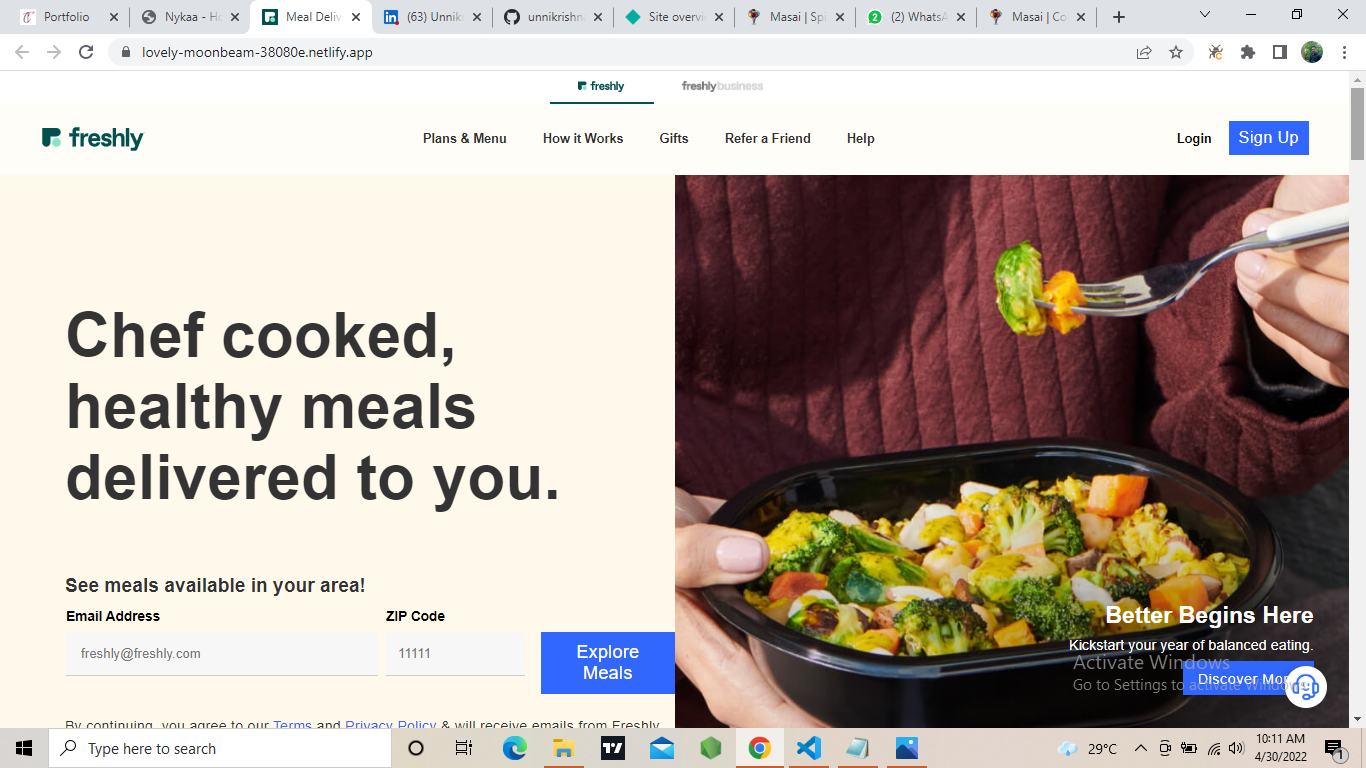 Portfolio
Nykaa - Ho
Meal Deliv
(63) Unnik
unnikrishna
Site overvi
Masai | Spi
(2) WhatsA
Masai | Co
lovely-moonbeam-38080e.netlify.app
freshly
freshlybusiness
freshly
Plans & Menu
How it Works
Gifts
Refer a Friend
Help
Login
Sign Up
Chef cooked,
healthy meals
delivered to you.
See meals available in your area!
Email Address
ZIP Code
freshly@freshly.com
11111
Explore
Meals
By continuing, you agree to our Terms and Privacy Policy & will receive emails from Freshly
Better Begins Here
Kickstart your year of balanced eating.
Discover More
Activate Windows
Go to Settings to activate Windows.
Type here to search
29°C
10:11 AM
4/30/2022
1